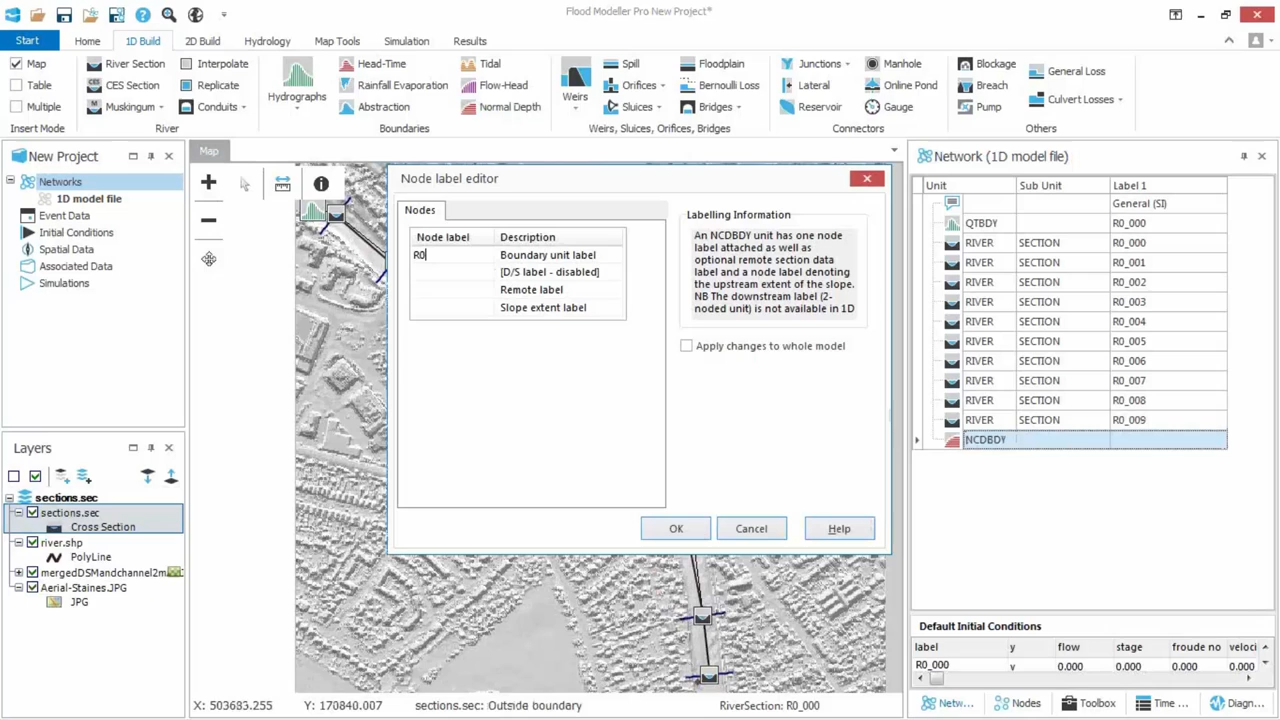 Flood Modeller Pro New Project*
Start Home 1D Build 2D Build Hydrology Map Tools Simulation Results
Map River Section Interpolate Head-Time Tidal Spill Floodplain Junctions Manhole Blockage General Loss
Table CES Section Replicate Hydrographs Rainfall Evaporation Flow-Head Weirs Orifices Bernoulli Loss Lateral Online Pond Breach Culvert Losses
Multiple Muskingum Conduits Abstraction Normal Depth Sluices Bridges Reservoir Gauge Pump
Insert Mode River Boundaries Weirs, Sluices, Orifices, Bridges Connectors Others
New Project
Networks
1D model file
Event Data
Initial Conditions
Spatial Data
Associated Data
Simulations
Layers
sections.sec
sections.sec
Cross Section
river.shp
PolyLine
mergedDSMandchannel2m
Aerial-Staines.JPG
JPG
Map
Node label editor
Nodes
Node label Description
R0 Boundary unit label
[D/S label - disabled]
Remote label
Slope extent label
Labelling Information
An NCDBDY unit has one node
label attached as well as
optional remote section data
label and a node label denoting
the upstream extent of the slope.
NB The downstream label (2-
noded unit) is not available in 1D
Apply changes to whole model
OK Cancel Help
X: 503683.255 Y: 170840.007 sections.sec: Outside boundary RiverSection: R0_000
Network (1D model file)
Unit Sub Unit Label 1
General (SI)
QTBDY R0_000
RIVER SECTION R0_000
RIVER SECTION R0_001
RIVER SECTION R0_002
RIVER SECTION R0_003
RIVER SECTION R0_004
RIVER SECTION R0_005
RIVER SECTION R0_006
RIVER SECTION R0_007
RIVER SECTION R0_008
RIVER SECTION R0_009
NCDBDY
Default Initial Conditions
label y flow stage froude no veloci
R0_000 v 0.000 0.000 0.000 0.000
Netw... Nodes Toolbox Time ... Diagn...